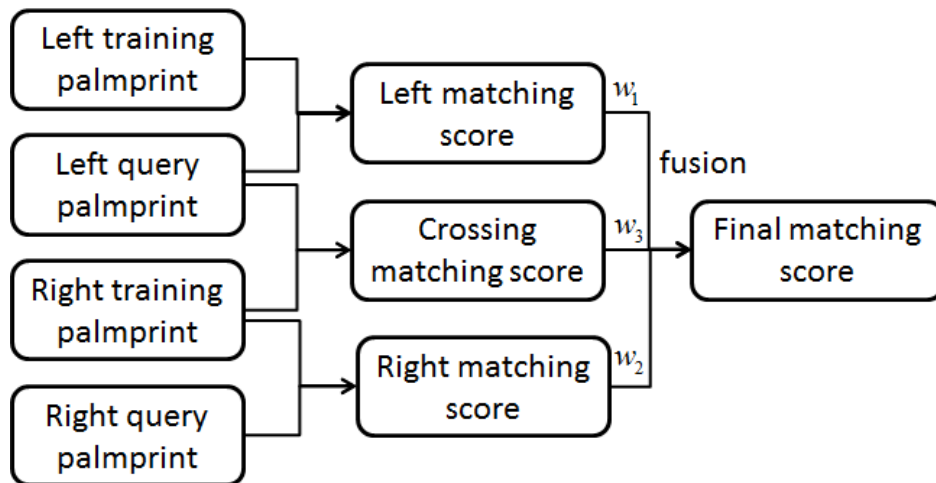 Left training
palmprint
Left query
palmprint
Right training
palmprint
Right query
palmprint
Left matching
score
Crossing
matching score
Right matching
score
w₁
fusion
w₃
w₂
Final matching
score